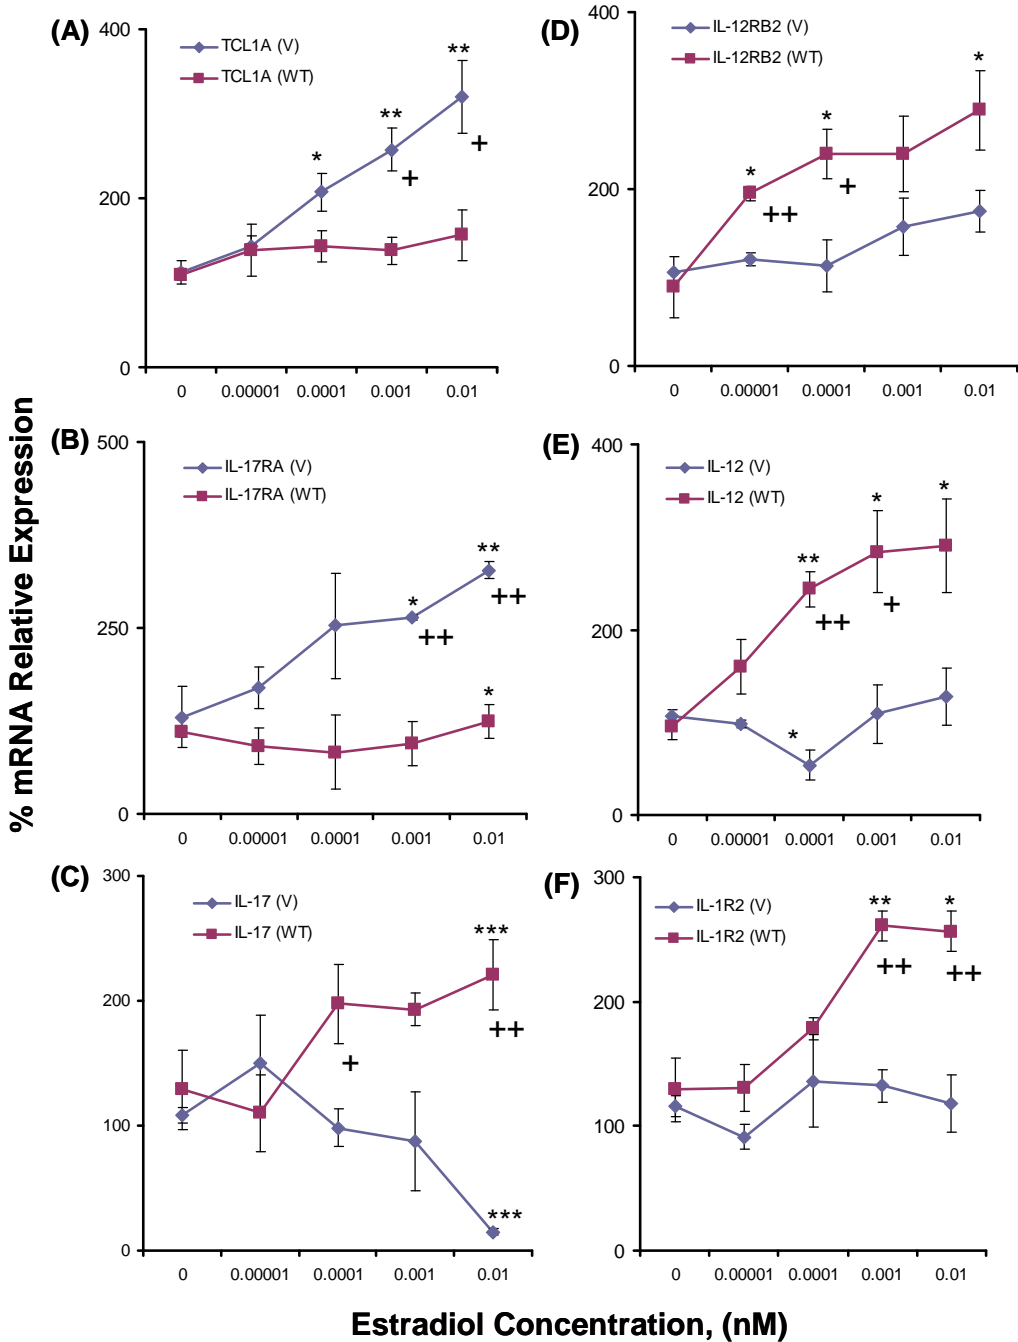 % mRNA Relative Expression
(A)
TCL1A (V)
TCL1A (WT)
400
200
0
** 
** 
*
+
+
0 0.00001 0.0001 0.001 0.01
(B)
IL-17RA (V)
IL-17RA (WT)
500
250
0
**
++
*
++
*
0 0.00001 0.0001 0.001 0.01
(C)
IL-17 (V)
IL-17 (WT)
300
200
100
0
***
++
+
***
0 0.00001 0.0001 0.001 0.01
(D)
IL-12RB2 (V)
IL-12RB2 (WT)
400
200
0
*
*
*
+
++
0 0.00001 0.0001 0.001 0.01
(E)
IL-12 (V)
IL-12 (WT)
400
200
0
*
*
**
+
++
*
0 0.00001 0.0001 0.001 0.01
(F)
IL-1R2 (V)
IL-1R2 (WT)
300
200
100
0
**
*
++
++
0 0.00001 0.0001 0.001 0.01
Estradiol Concentration, (nM)